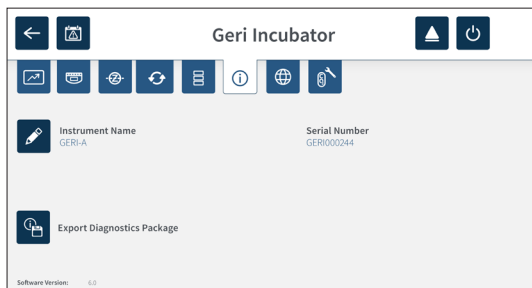 Geri Incubator
Instrument Name
GERI-A
Serial Number
GERI000244
Export Diagnostics Package
Software Version: 6.0